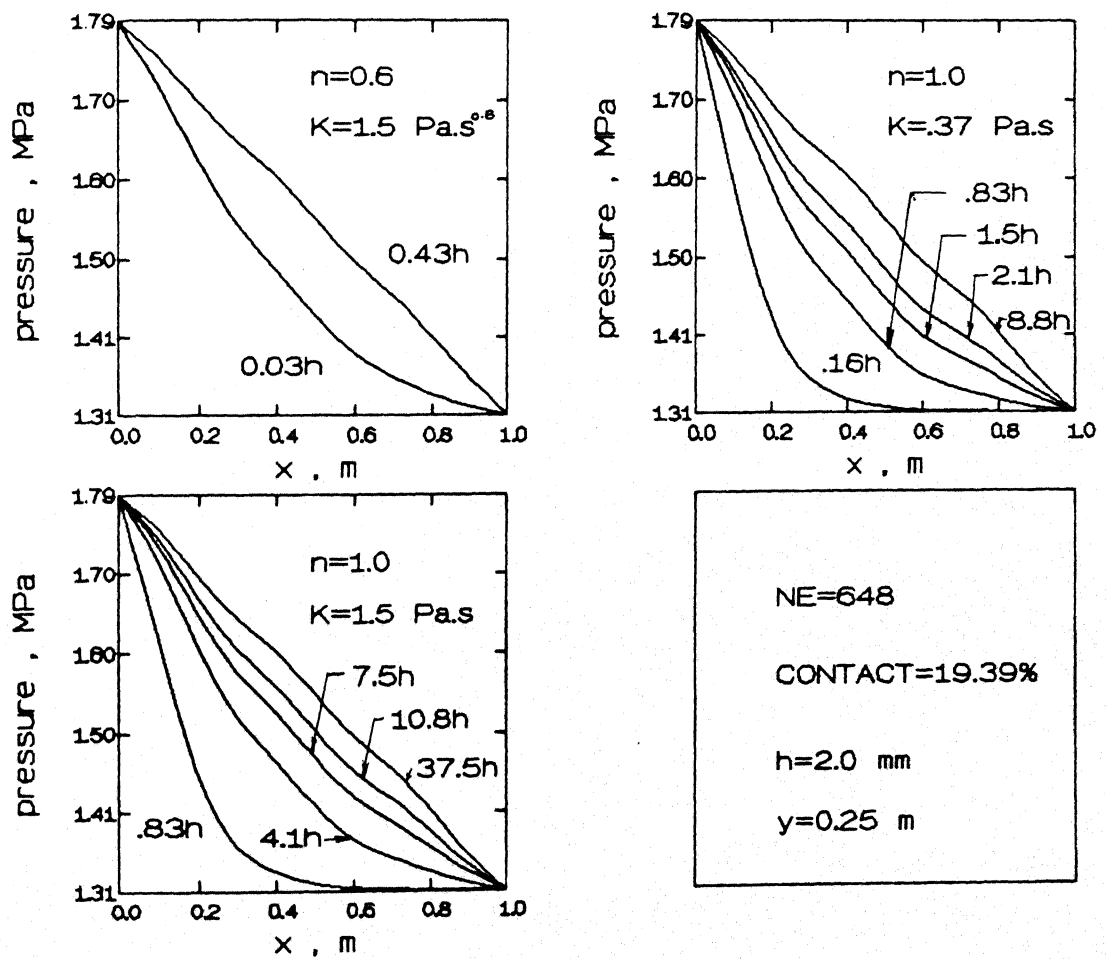 1.79
1.70
1.60
1.50
1.41
1.31
pressure , MPa
n=0.6
K=1.5 Pa.s⁰·⁶
0.43h
0.03h
0.0 0.2 0.4 0.6 0.8 1.0
x , m
1.79
1.70
1.60
1.50
1.41
1.31
pressure , MPa
n=1.0
K=.37 Pa.s
.83h
1.5h
2.1h
8.8h
.16h
0.0 0.2 0.4 0.6 0.8 1.0
x , m
1.79
1.70
1.60
1.50
1.41
1.31
pressure , MPa
n=1.0
K=1.5 Pa.s
7.5h
10.8h
37.5h
.83h
4.1h
0.0 0.2 0.4 0.6 0.8 1.0
x , m
NE=648
CONTACT=19.39%
h=2.0 mm
y=0.25 m